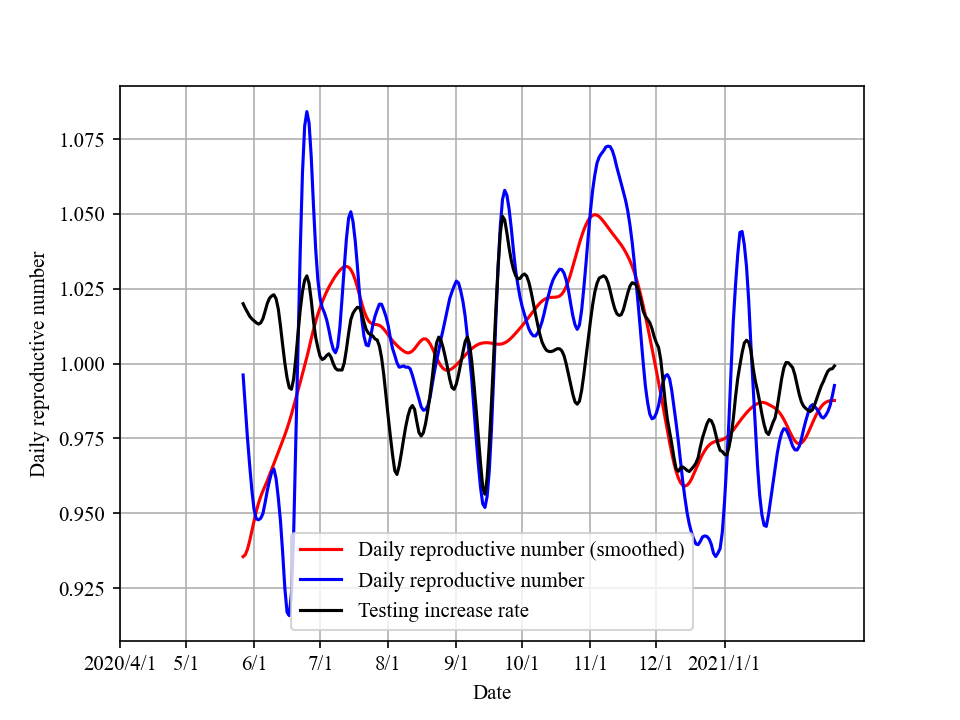 1.075
1.050
1.025
1.000
0.975
0.950
0.925
Daily reproductive number
Daily reproductive number (smoothed)
Daily reproductive number
Testing increase rate
2020/4/1 5/1 6/1 7/1 8/1 9/1 10/1 11/1 12/1 2021/1/1
Date